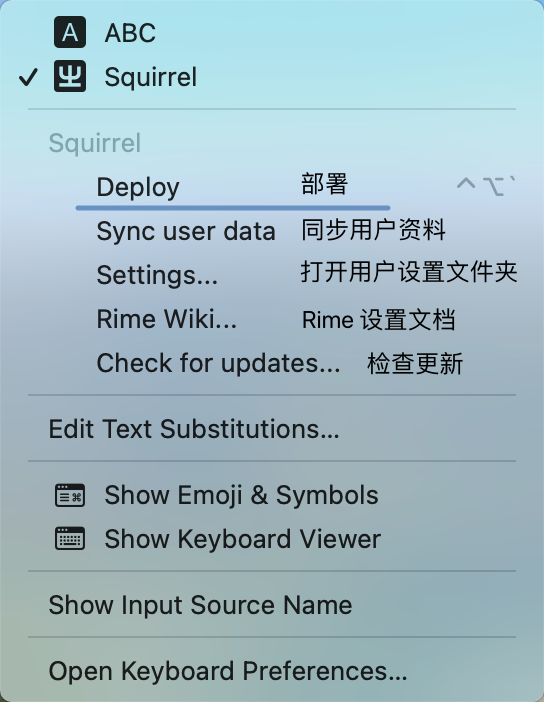 A ABC
✓ Squirrel
Squirrel
Deploy 部署 ^⌥`
Sync user data 同步用户资料
Settings... 打开用户设置文件夹
Rime Wiki... Rime 设置文档
Check for updates... 检查更新
Edit Text Substitutions...
Show Emoji & Symbols
Show Keyboard Viewer
Show Input Source Name
Open Keyboard Preferences...